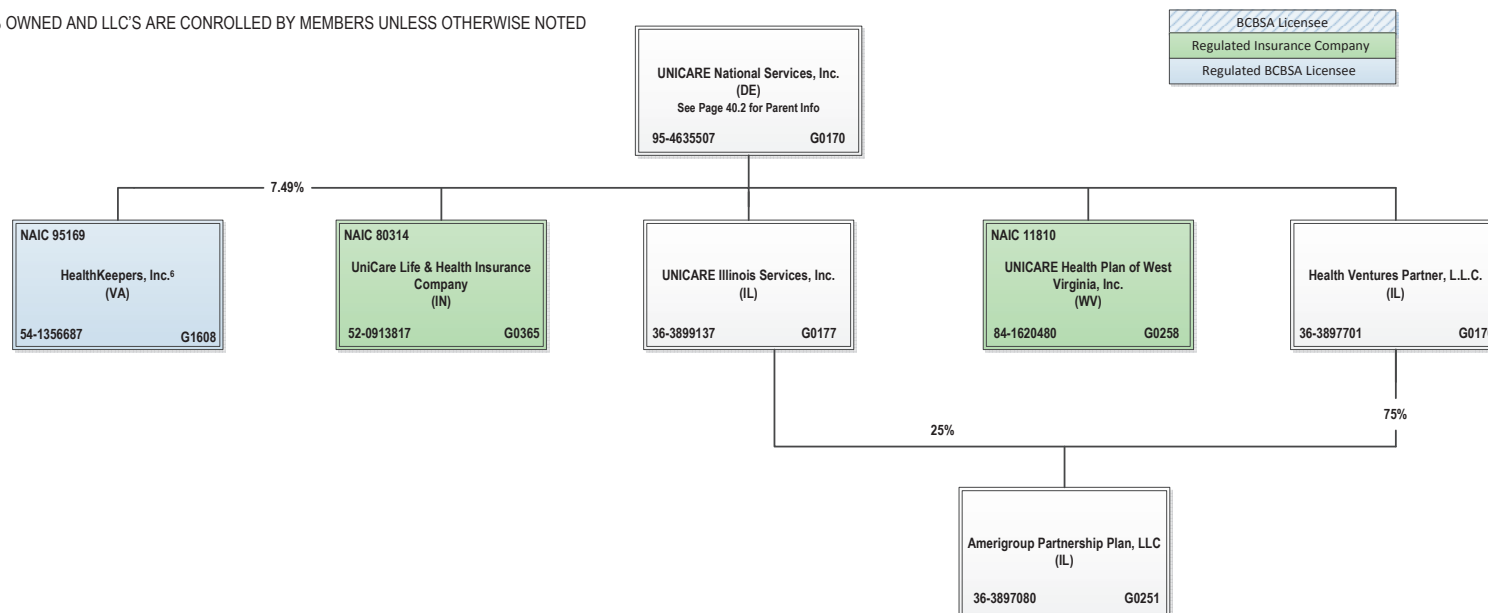 OWNED AND LLC'S ARE CONROLLED BY MEMBERS UNLESS OTHERWISE NOTED
BCBSA Licensee
Regulated Insurance Company
Regulated BCBSA Licensee
UNICARE National Services, Inc.
(DE)
See Page 40.2 for Parent Info
95-4635507 G0170
7.49%
NAIC 95169
HealthKeepers, Inc.⁶
(VA)
54-1356687 G1608
NAIC 80314
UniCare Life & Health Insurance
Company
(IN)
52-0913817 G0365
UNICARE Illinois Services, Inc.
(IL)
36-3899137 G0177
NAIC 11810
UNICARE Health Plan of West
Virginia, Inc.
(WV)
84-1620480 G0258
Health Ventures Partner, L.L.C.
(IL)
36-3897701
25%
75%
Amerigroup Partnership Plan, LLC
(IL)
36-3897080 G0251